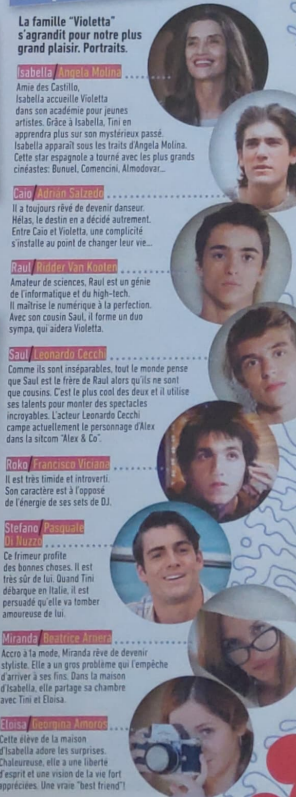 La famille "Violetta"
s'agrandit pour notre plus
grand plaisir. Portraits.
Isabella/Angela Molina
Amie des Castillo,
Isabella accueille Violetta
dans son académie pour jeunes
artistes. Grâce à Isabella, Tini en
apprendra plus sur son mystérieux passé.
Isabella apparaît sous les traits d'Angela Molina.
Cette star espagnole a tourné avec les plus grands
cinéastes: Bunuel, Comencini, Almodovar...
Caio/Adrián Salzedo
Il a toujours rêvé de devenir danseur.
Hélas, le destin en a décidé autrement.
Entre Caio et Violetta, une complicité
s'installe au point de changer leur vie...
Raul/Ridder Van Kooten
Amateur de sciences, Raul est un génie
de l'informatique et du high-tech.
Il maîtrise le numérique à la perfection.
Avec son cousin Saul, il forme un duo
sympa, qui aidera Violetta.
Saul/Leonardo Cecchi
Comme ils sont inséparables, tout le monde pense
que Saul est le frère de Raul alors qu'ils ne sont
que cousins. C'est le plus cool des deux et il utilise
ses talents pour monter des spectacles
incroyables. L'acteur Leonardo Cecchi
campe actuellement le personnage d'Alex
dans la sitcom "Alex & Co".
Roko/Francisco Viciana
Il est très timide et introverti.
Son caractère est à l'opposé
de l'énergie de ses sets de DJ.
Stefano/Pasquale
Di Nuzzo
Ce frimeur profite
des bonnes choses. Il est
très sûr de lui. Quand Tini
débarque en Italie, il est
persuadé qu'elle va tomber
amoureuse de lui.
Miranda/Beatrice Arnera
Accro à la mode, Miranda rêve de devenir
styliste. Elle a un gros problème qui l'empêche
d'arriver à ses fins. Dans la maison
d'Isabella, elle partage sa chambre
avec Tini et Eloisa.
Eloisa/Georgina Amoros
Cette élève de la maison
d'Isabella adore les surprises.
Chaleureuse, elle a une liberté
d'esprit et une vision de la vie fort
appréciées. Une vraie "best friend"!